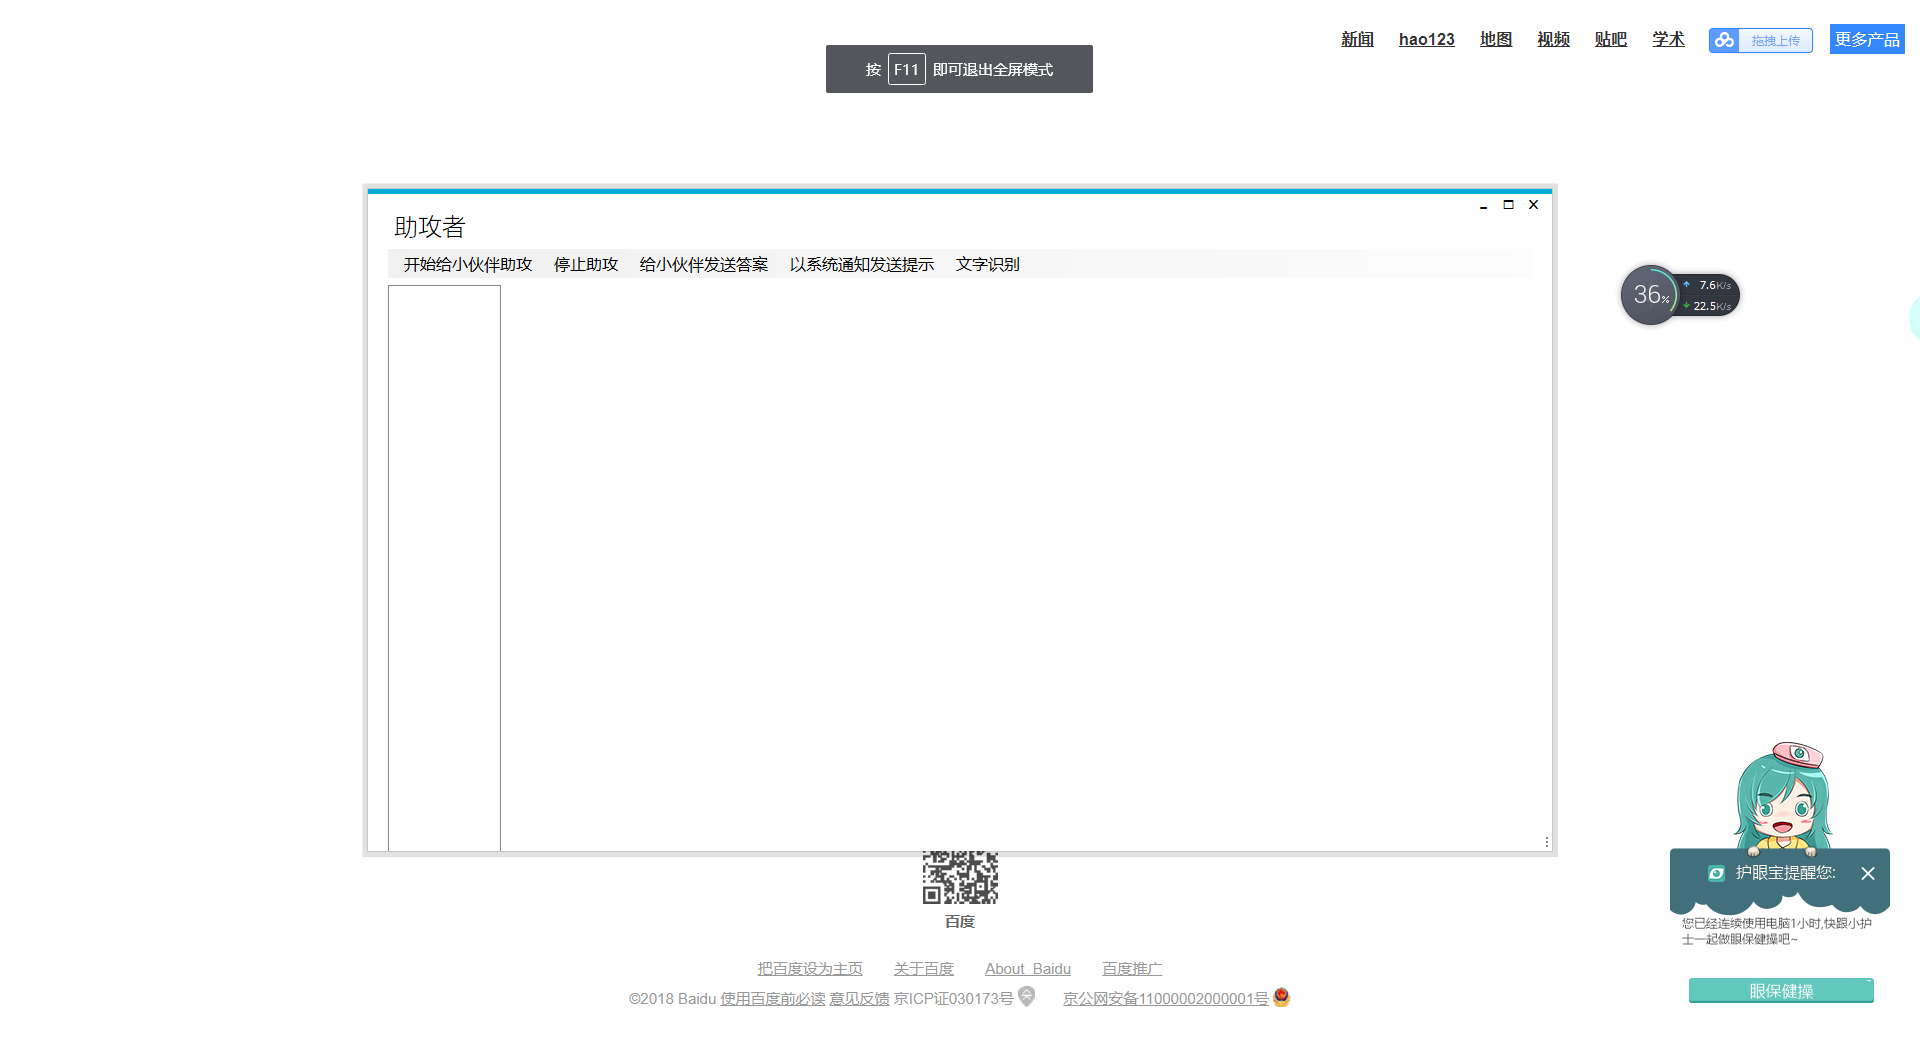 新闻 hao123 地图 视频 贴吧 学术 拖拽上传 更多产品
按 F11 即可退出全屏模式
助攻者
开始给小伙伴助攻 停止助攻 给小伙伴发送答案 以系统通知发送提示 文字识别
36%
7.6K/s
22.5K/s
护眼宝提醒您:
您已经连续使用电脑1小时,快跟小护
士一起做眼保健操吧~
眼保健操
百度
把百度设为主页 关于百度 About Baidu 百度推广
©2018 Baidu 使用百度前必读 意见反馈 京ICP证030173号 京公网安备11000002000001号